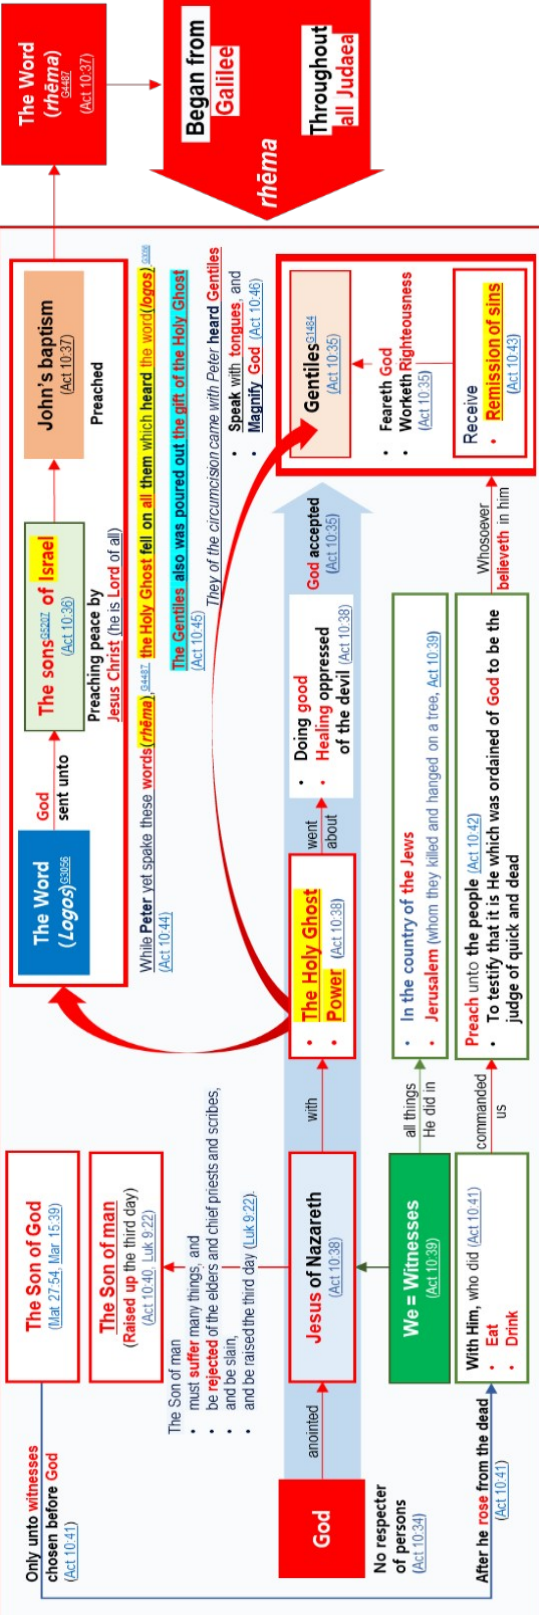 Only unto witnesses
chosen before God
(Act 10:41)
The Son of God
(Mat 27:54, Mar 15:39)
The Son of man
(Raised up the third day)
(Act 10:40, Luk 9:22)
The Son of man
• must suffer many things, and
• be rejected of the elders and chief priests and scribes,
• and be slain,
• and be raised the third day (Luk 9:22).
God
No respecter
of persons
(Act 10:34)
anointed
Jesus of Nazareth
(Act 10:38)
with
• The Holy Ghost
• Power (Act 10:38)
went
about
• Doing good
• Healing oppressed
of the devil (Act 10:38)
God accepted
(Act 10:35)
Gentiles G1484
(Act 10:35)
• Feareth God
• Worketh Righteousness
(Act 10:35)
Receive
• Remission of sins
(Act 10:43)
We = Witnesses
(Act 10:39)
all things
He did in
• In the country of the Jews
• Jerusalem (whom they killed and hanged on a tree, Act 10:39)
After he rose from the dead
(Act 10:41)
With Him, who did (Act 10:41)
• Eat
• Drink
commanded
us
Preach unto the people (Act 10:42)
• To testify that it is He which was ordained of God to be the
judge of quick and dead
Whosoever
believeth in him
The Word
(Logos) G3056
God
sent unto
The sons G5207 of Israel
(Act 10:36)
Preaching peace by
Jesus Christ (he is Lord of all)
John's baptism
(Act 10:37)
Preached
While Peter yet spake these words(rhēma), G4487 the Holy Ghost fell on all them which heard the word(logos). G3056
(Act 10:44)
The Gentiles also was poured out the gift of the Holy Ghost
(Act 10:45)
They of the circumcision came with Peter heard Gentiles
• Speak with tongues, and
• Magnify God (Act 10:46)
The Word
(rhēma)
G4487
(Act 10:37)
rhēma
Began from
Galilee
Throughout
all Judaea